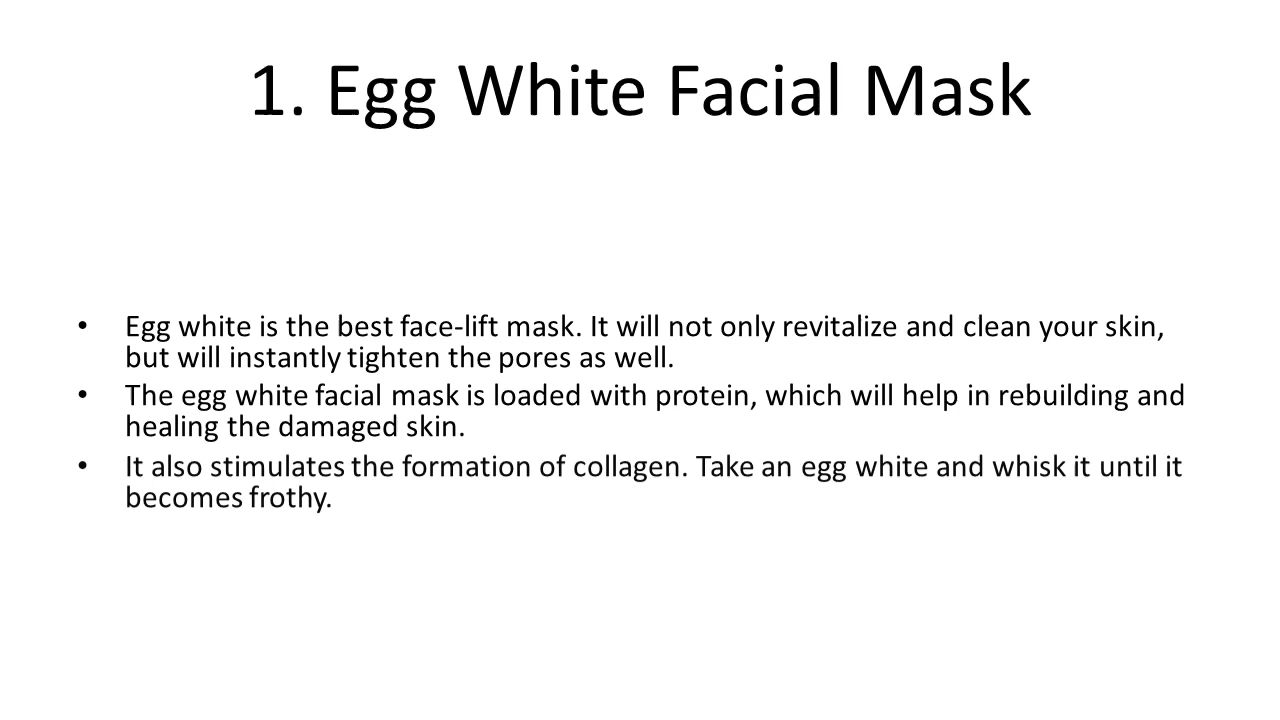 1. Egg White Facial Mask
• Egg white is the best face-lift mask. It will not only revitalize and clean your skin,
but will instantly tighten the pores as well.
• The egg white facial mask is loaded with protein, which will help in rebuilding and
healing the damaged skin.
• It also stimulates the formation of collagen. Take an egg white and whisk it until it
becomes frothy.